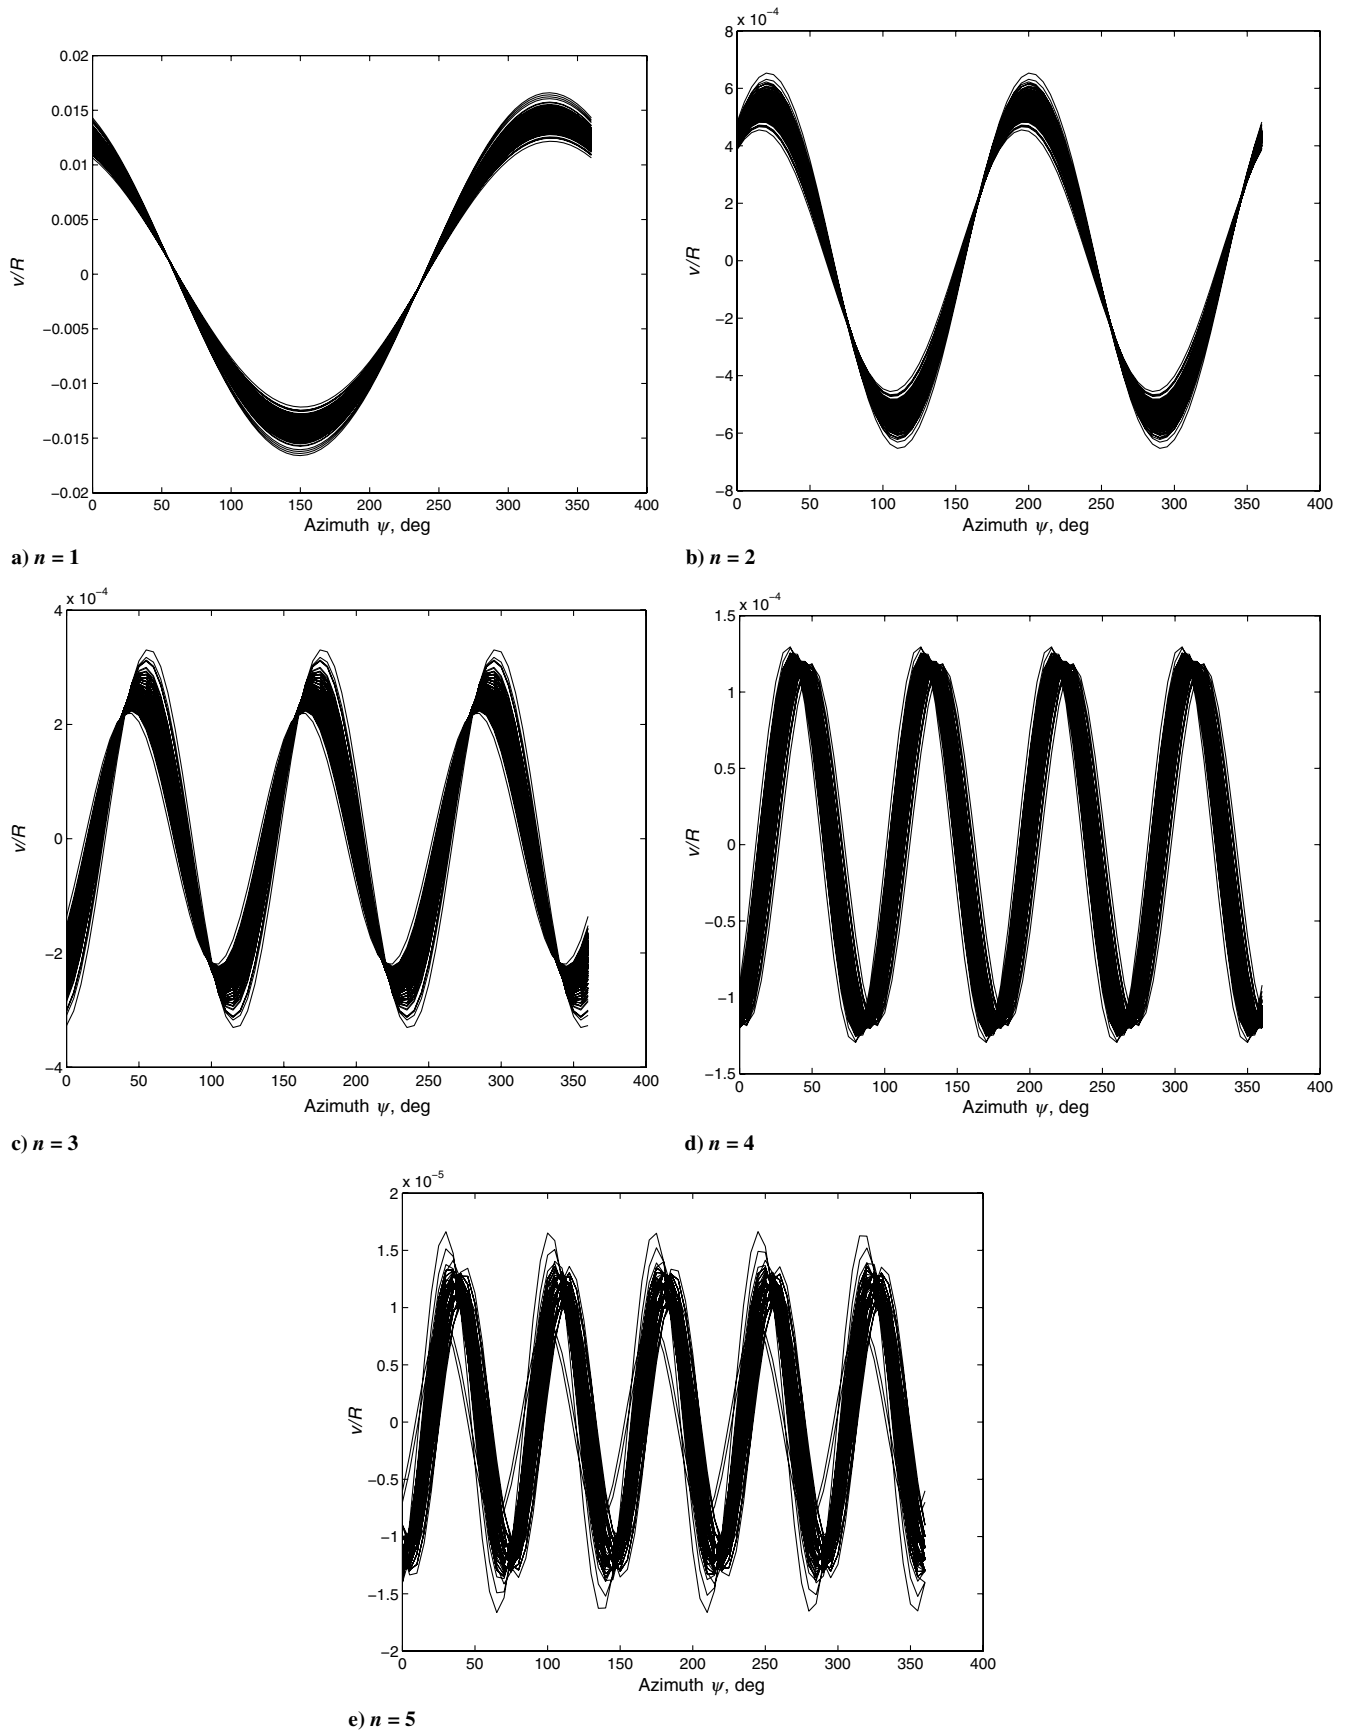 0.02
0.015
0.01
0.005
0
−0.005
−0.01
−0.015
−0.02
v/R
0 50 100 150 200 250 300 350 400
Azimuth ψ, deg
a) n = 1
x 10⁻⁴
8
6
4
2
0
−2
−4
−6
−8
v/R
0 50 100 150 200 250 300 350 400
Azimuth ψ, deg
b) n = 2
x 10⁻⁴
4
2
0
−2
−4
v/R
0 50 100 150 200 250 300 350 400
Azimuth ψ, deg
c) n = 3
x 10⁻⁴
1.5
1
0.5
0
−0.5
−1
−1.5
v/R
0 50 100 150 200 250 300 350 400
Azimuth ψ, deg
d) n = 4
x 10⁻⁵
2
1.5
1
0.5
0
−0.5
−1
−1.5
−2
v/R
0 50 100 150 200 250 300 350 400
Azimuth ψ, deg
e) n = 5